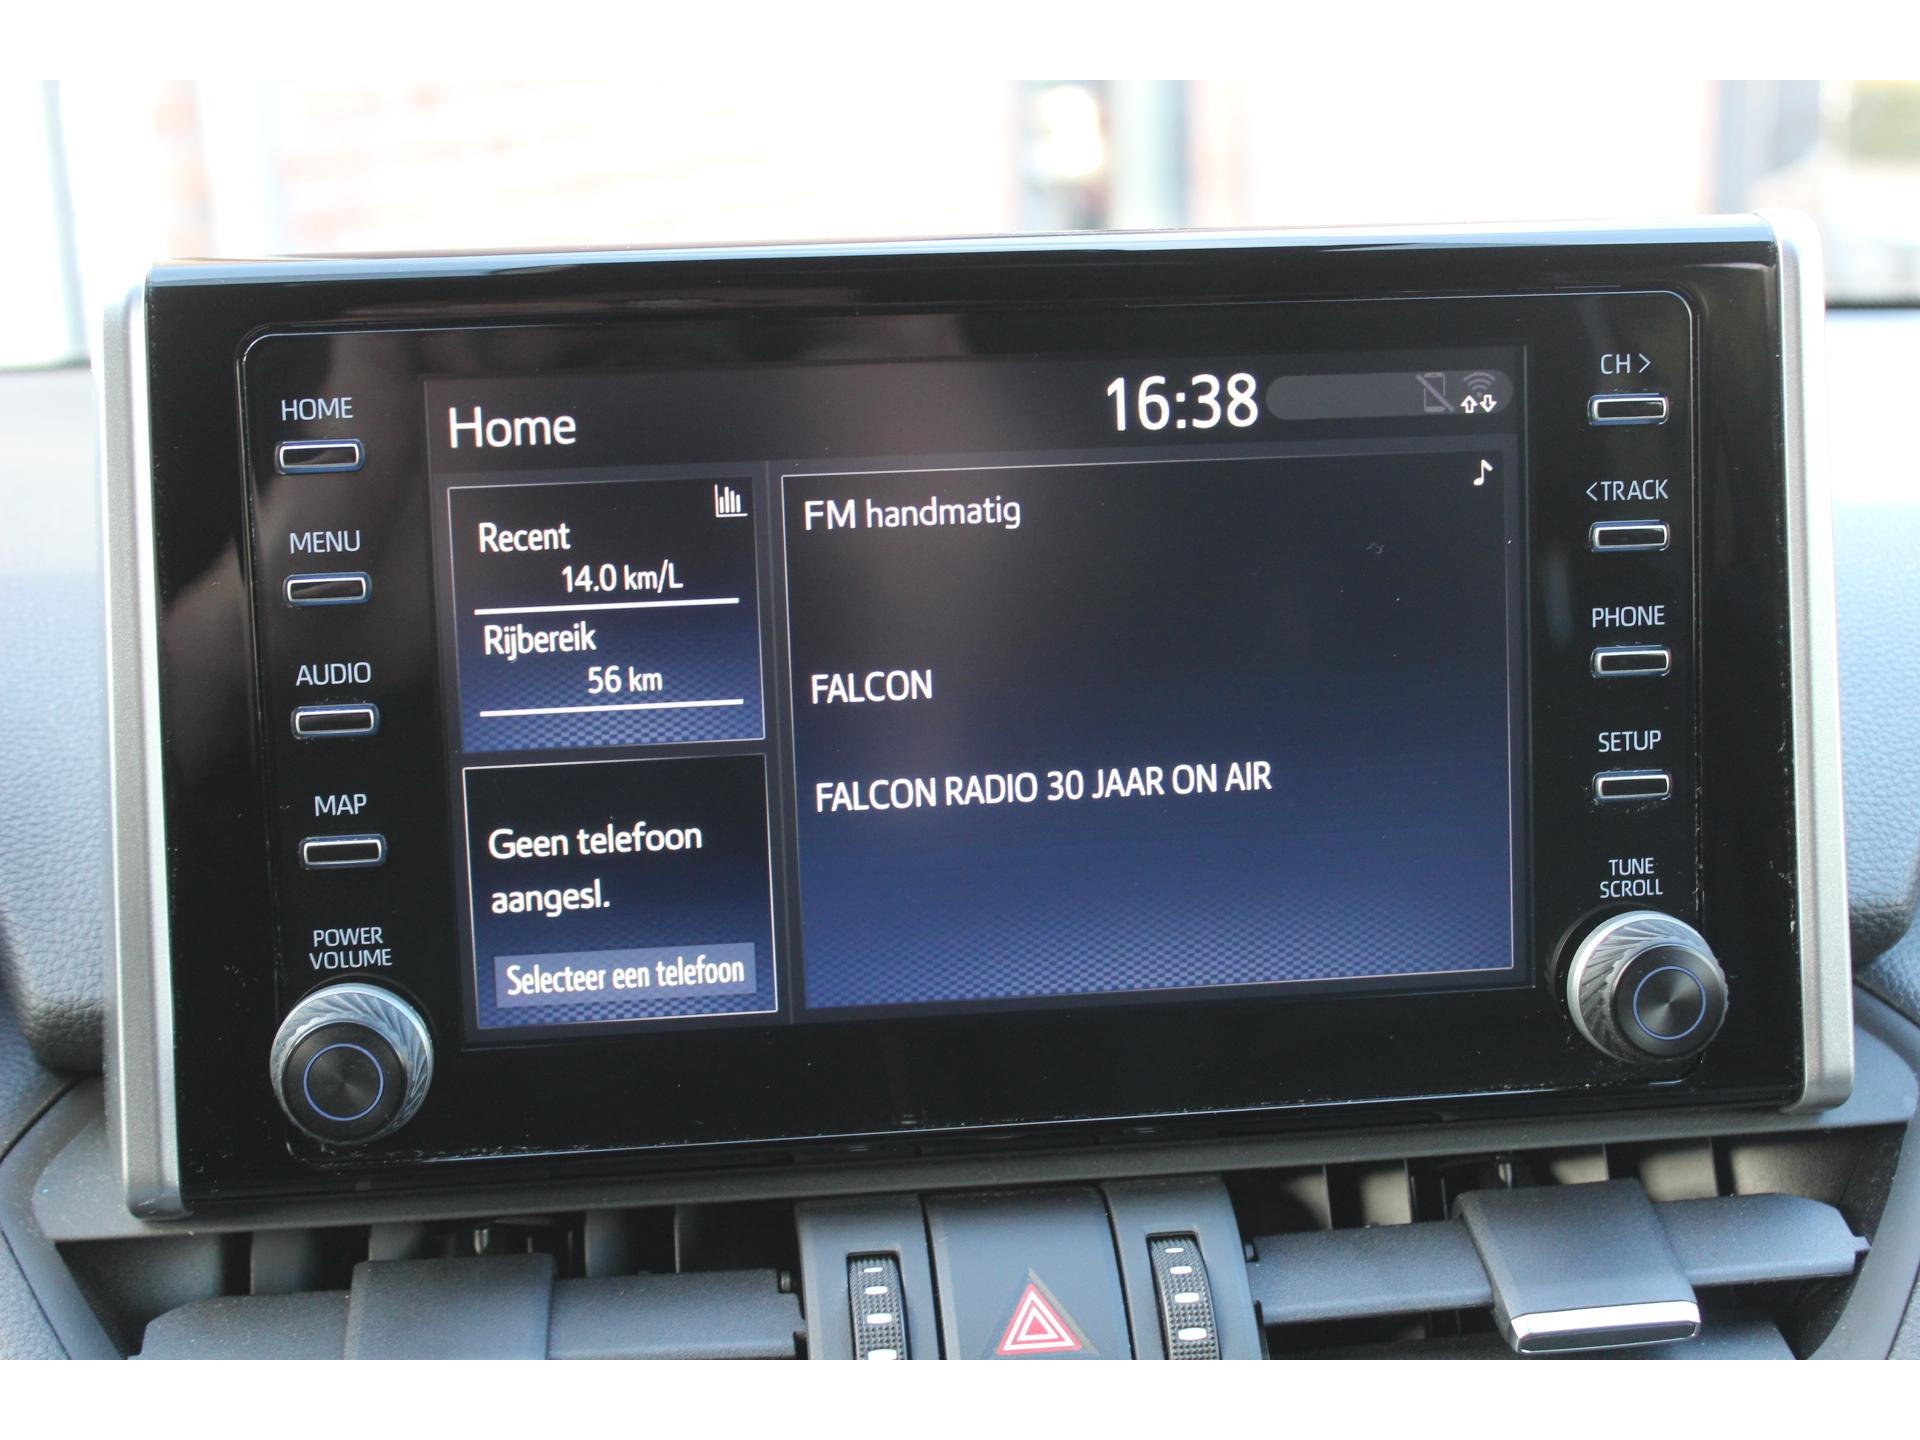 HOME
MENU
AUDIO
MAP
POWER
VOLUME
Home
16:38
Recent
14.0 km/L
Rijbereik
56 km
Geen telefoon
aangesl.
Selecteer een telefoon
FM handmatig
FALCON
FALCON RADIO 30 JAAR ON AIR
CH >
<TRACK
PHONE
SETUP
TUNE
SCROLL